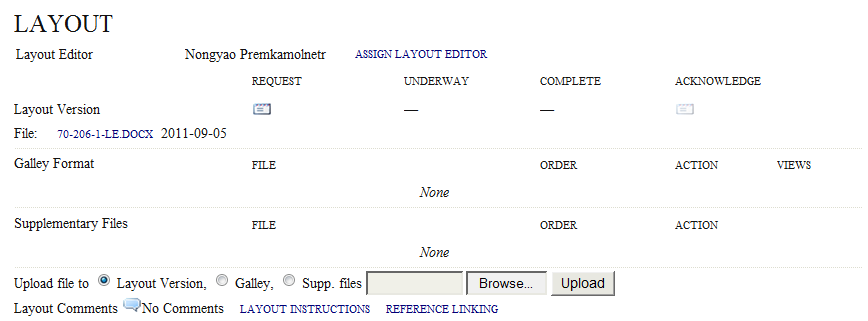 LAYOUT
Layout Editor Nongyao Premkamolnetr ASSIGN LAYOUT EDITOR
REQUEST UNDERWAY COMPLETE ACKNOWLEDGE
Layout Version — —
File: 70-206-1-LE.DOCX 2011-09-05
Galley Format FILE ORDER ACTION VIEWS
None
Supplementary Files FILE ORDER ACTION
None
Upload file to Layout Version, Galley, Supp. files Browse... Upload
Layout Comments No Comments LAYOUT INSTRUCTIONS REFERENCE LINKING